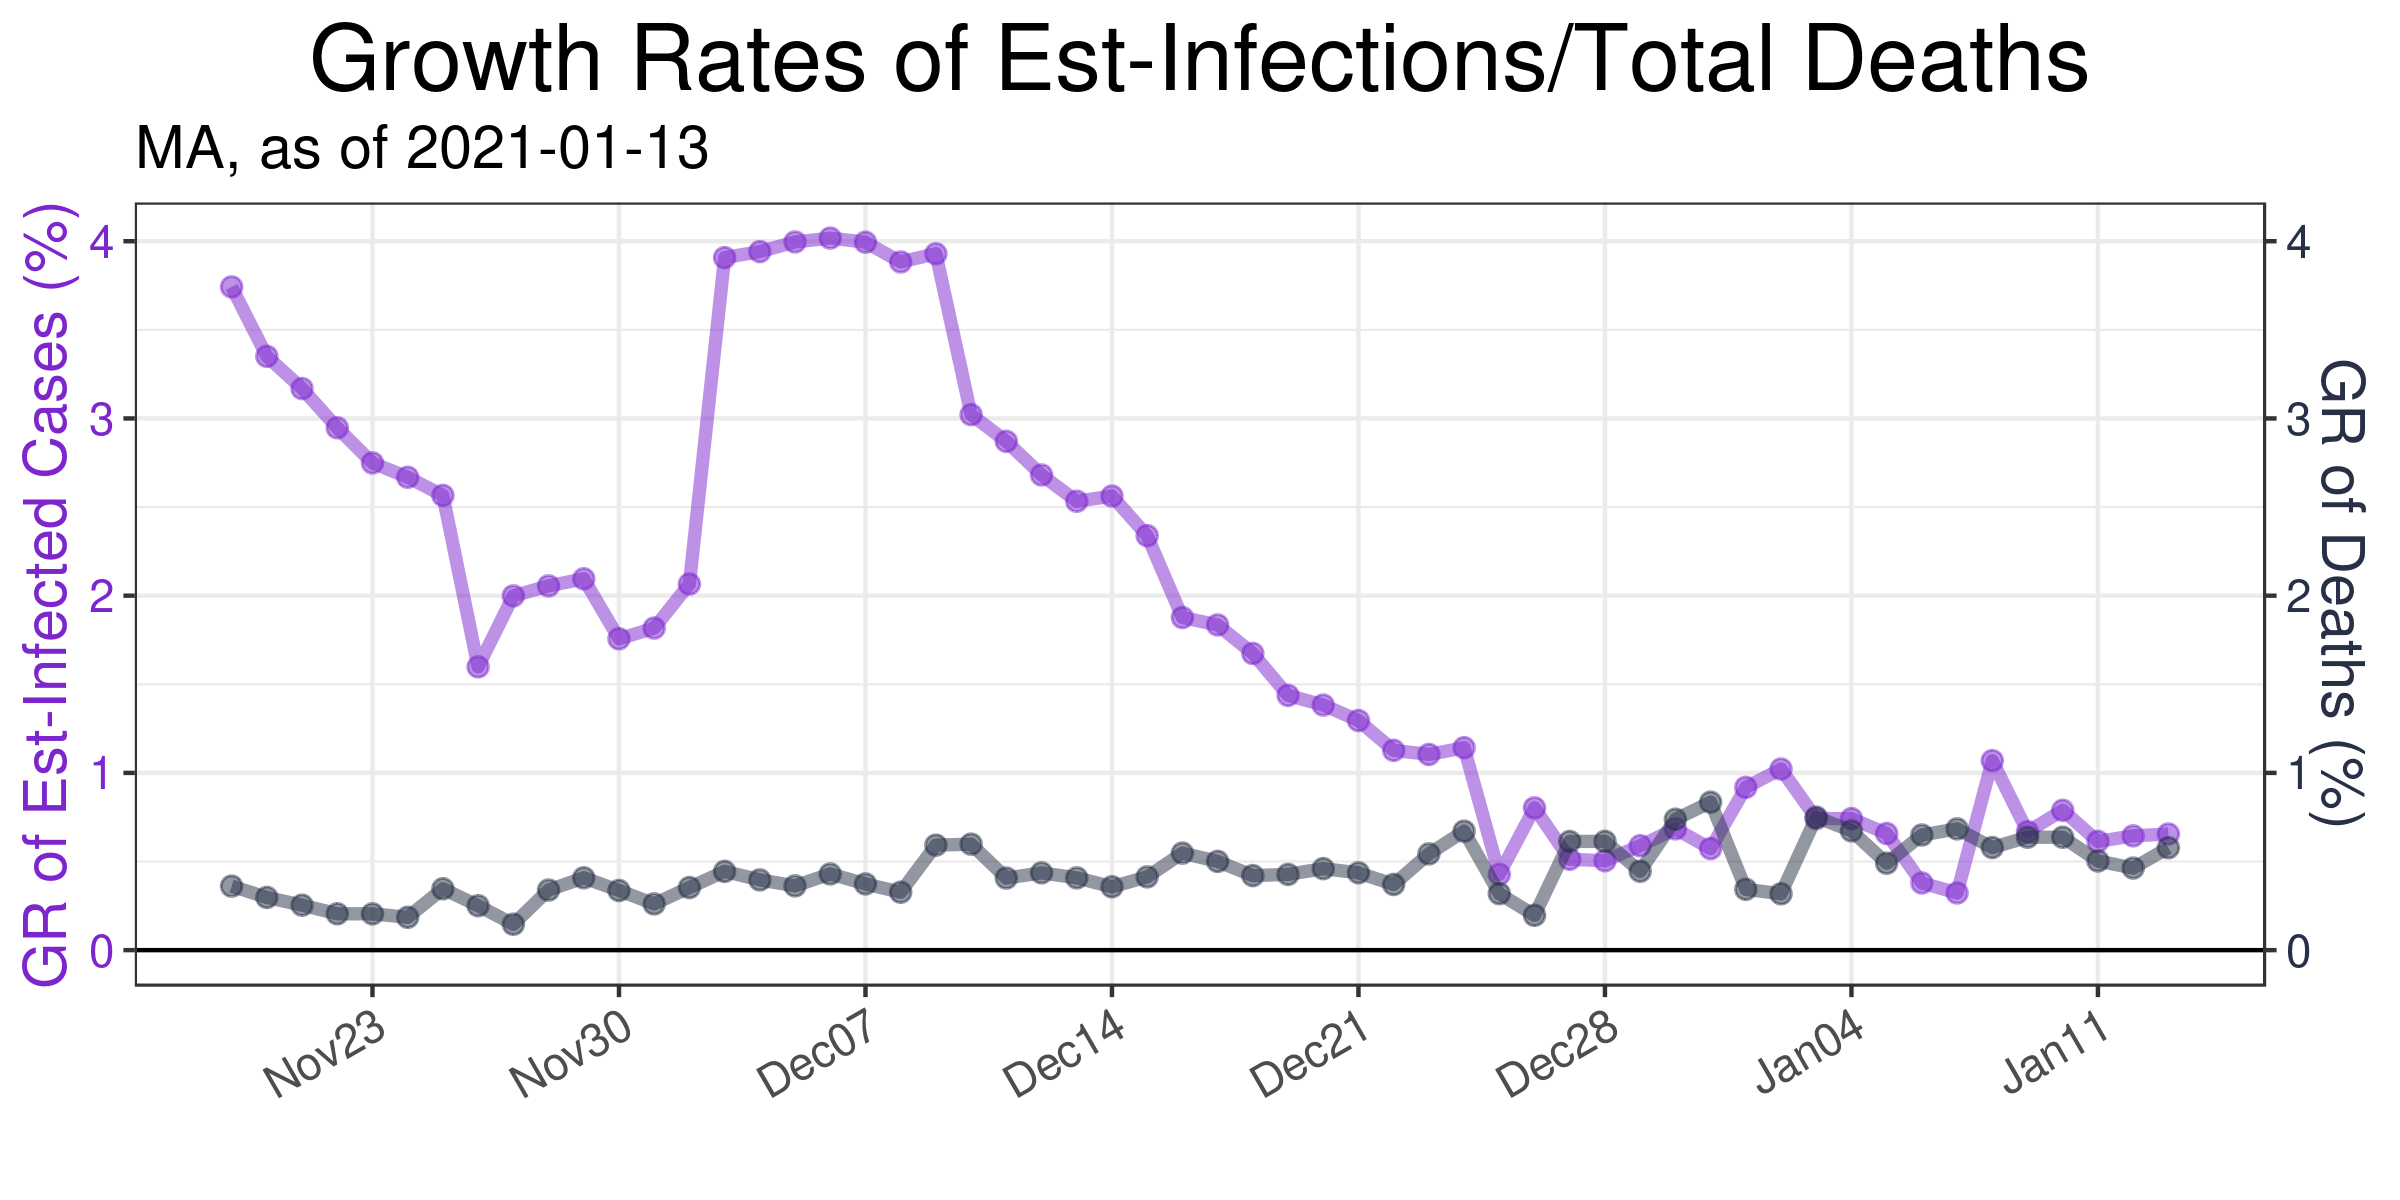 Growth Rates of Est-Infections/Total Deaths
MA, as of 2021-01-13
GR of Est-Infected Cases (%)
4
3
2
1
0
4
3
2
1
0
GR of Deaths (%)
Nov23
Nov30
Dec07
Dec14
Dec21
Dec28
Jan04
Jan11